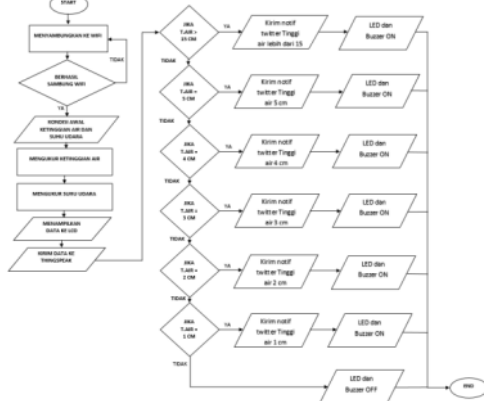 START
MENYAMBUNGKAN KE WIFI
TIDAK
BERHASIL
SAMBUNG WIFI
YA
KONDISI AWAL
KETINGGIAN AIR DAN
SUHU UDARA
MENGUKUR KETINGGIAN AIR
MENGUKUR SUHU UDARA
MENAMPILKAN
DATA KE LCD
KIRIM DATA KE
THINGSPEAK
JIKA
T.AIR >
15 CM
YA
Kirim notif
twitter Tinggi
air lebih dari 15
LED dan
Buzzer ON
TIDAK
JIKA
T.AIR =
5 CM
YA
Kirim notif
twitter Tinggi
air 5 cm
LED dan
Buzzer ON
TIDAK
JIKA
T.AIR =
4 CM
YA
Kirim notif
twitter Tinggi
air 4 cm
LED dan
Buzzer ON
TIDAK
JIKA
T.AIR =
3 CM
YA
Kirim notif
twitter Tinggi
air 3 cm
LED dan
Buzzer ON
TIDAK
JIKA
T.AIR =
2 CM
YA
Kirim notif
twitter Tinggi
air 2 cm
LED dan
Buzzer ON
TIDAK
JIKA
T.AIR =
1 CM
YA
Kirim notif
twitter Tinggi
air 1 cm
LED dan
Buzzer ON
TIDAK
LED dan
Buzzer OFF
END